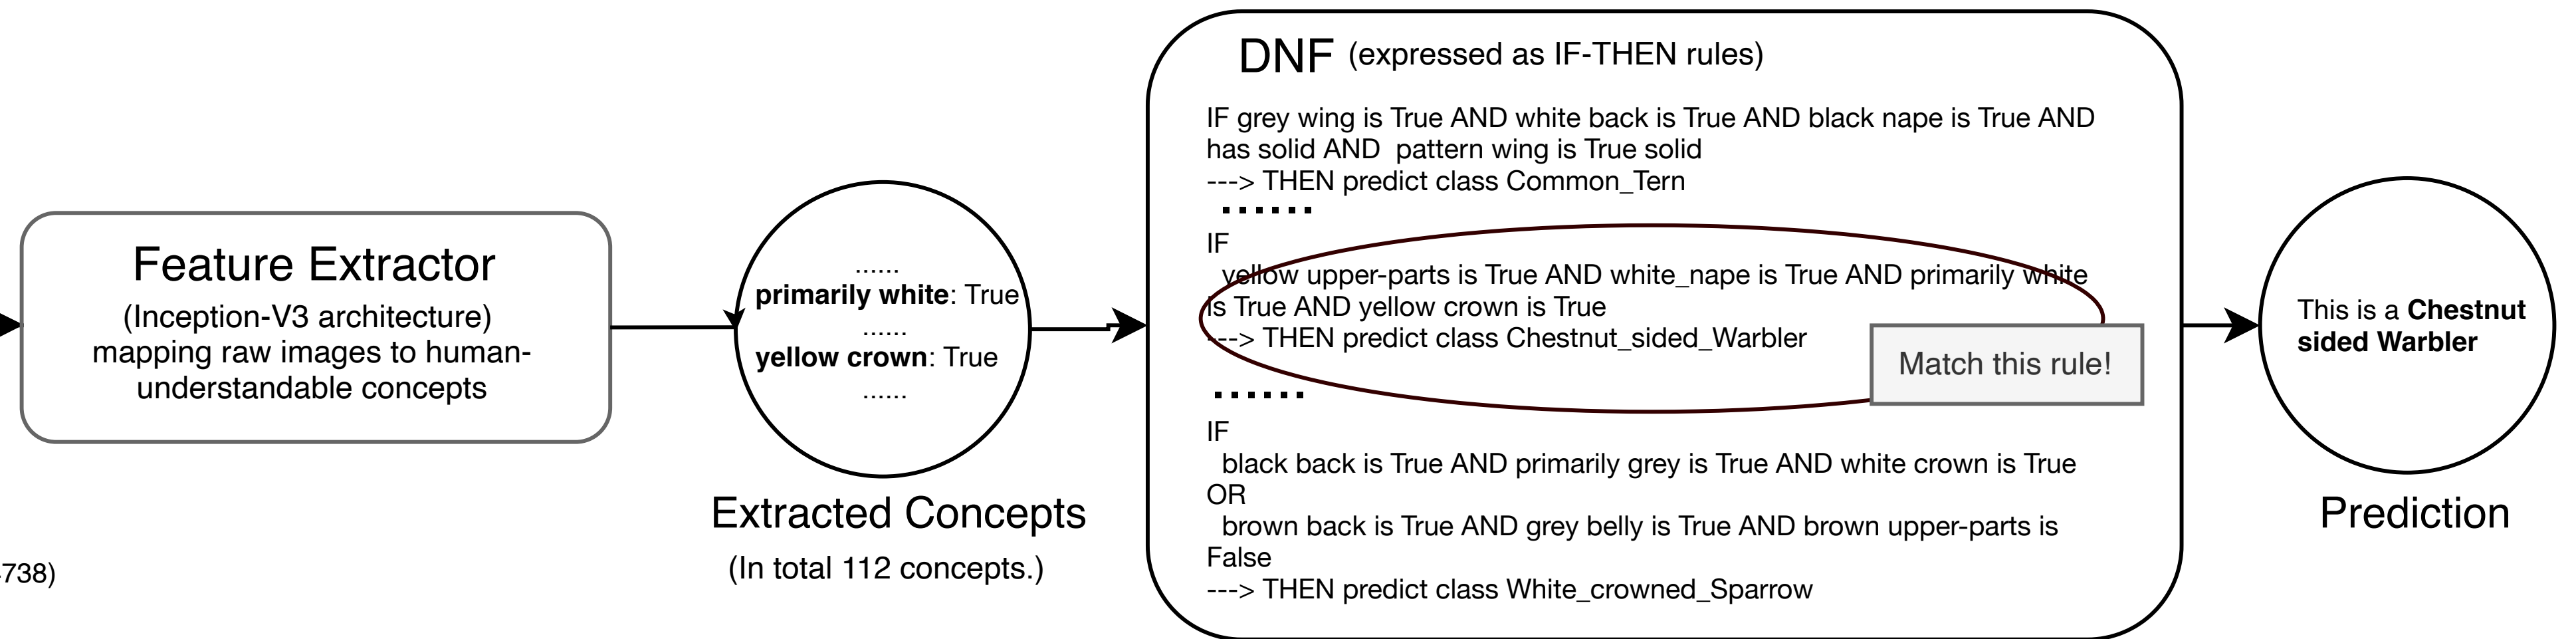 Feature Extractor
(Inception-V3 architecture)
mapping raw images to human-
understandable concepts
738)
......
primarily white: True
......
yellow crown: True
......
Extracted Concepts
(In total 112 concepts.)
DNF (expressed as IF-THEN rules)
IF grey wing is True AND white back is True AND black nape is True AND
has solid AND  pattern wing is True solid
---> THEN predict class Common_Tern
......
IF
yellow upper-parts is True AND white_nape is True AND primarily white
is True AND yellow crown is True
---> THEN predict class Chestnut_sided_Warbler
Match this rule!
......
IF
black back is True AND primarily grey is True AND white crown is True
OR
brown back is True AND grey belly is True AND brown upper-parts is
False
---> THEN predict class White_crowned_Sparrow
This is a Chestnut
sided Warbler
Prediction